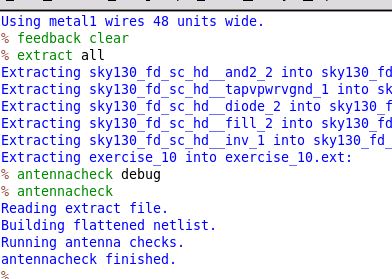 Using metal1 wires 48 units wide.
% feedback clear
% extract all
Extracting sky130_fd_sc_hd__and2_2 into sky130_fd
Extracting sky130_fd_sc_hd__tapvpwrvgnd_1 into sk
Extracting sky130_fd_sc_hd__diode_2 into sky130_f
Extracting sky130_fd_sc_hd__fill_2 into sky130_fd
Extracting sky130_fd_sc_hd__inv_1 into sky130_fd_
Extracting exercise_10 into exercise_10.ext:
% antennacheck debug
% antennacheck
Reading extract file.
Building flattened netlist.
Running antenna checks.
antennacheck finished.
%